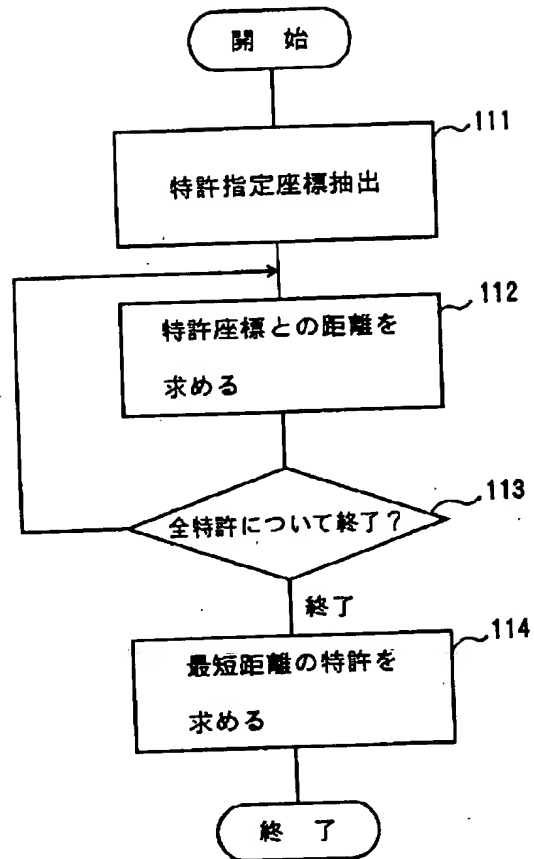 開 始
111
特許指定座標抽出
112
特許座標との距離を
求める
113
全特許について終了?
終了
114
最短距離の特許を
求める
終 了